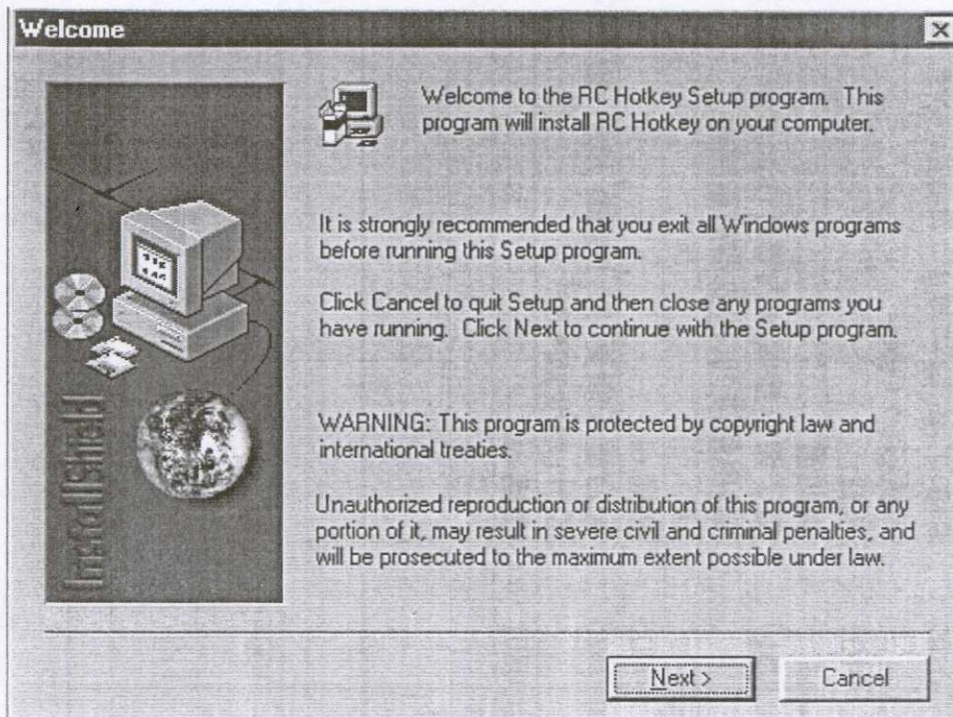 Welcome
Welcome to the RC Hotkey Setup program. This
program will install RC Hotkey on your computer.
It is strongly recommended that you exit all Windows programs
before running this Setup program.
Click Cancel to quit Setup and then close any programs you
have running. Click Next to continue with the Setup program.
WARNING: This program is protected by copyright law and
international treaties.
Unauthorized reproduction or distribution of this program, or any
portion of it, may result in severe civil and criminal penalties, and
will be prosecuted to the maximum extent possible under law.
InstallShield
Next >
Cancel